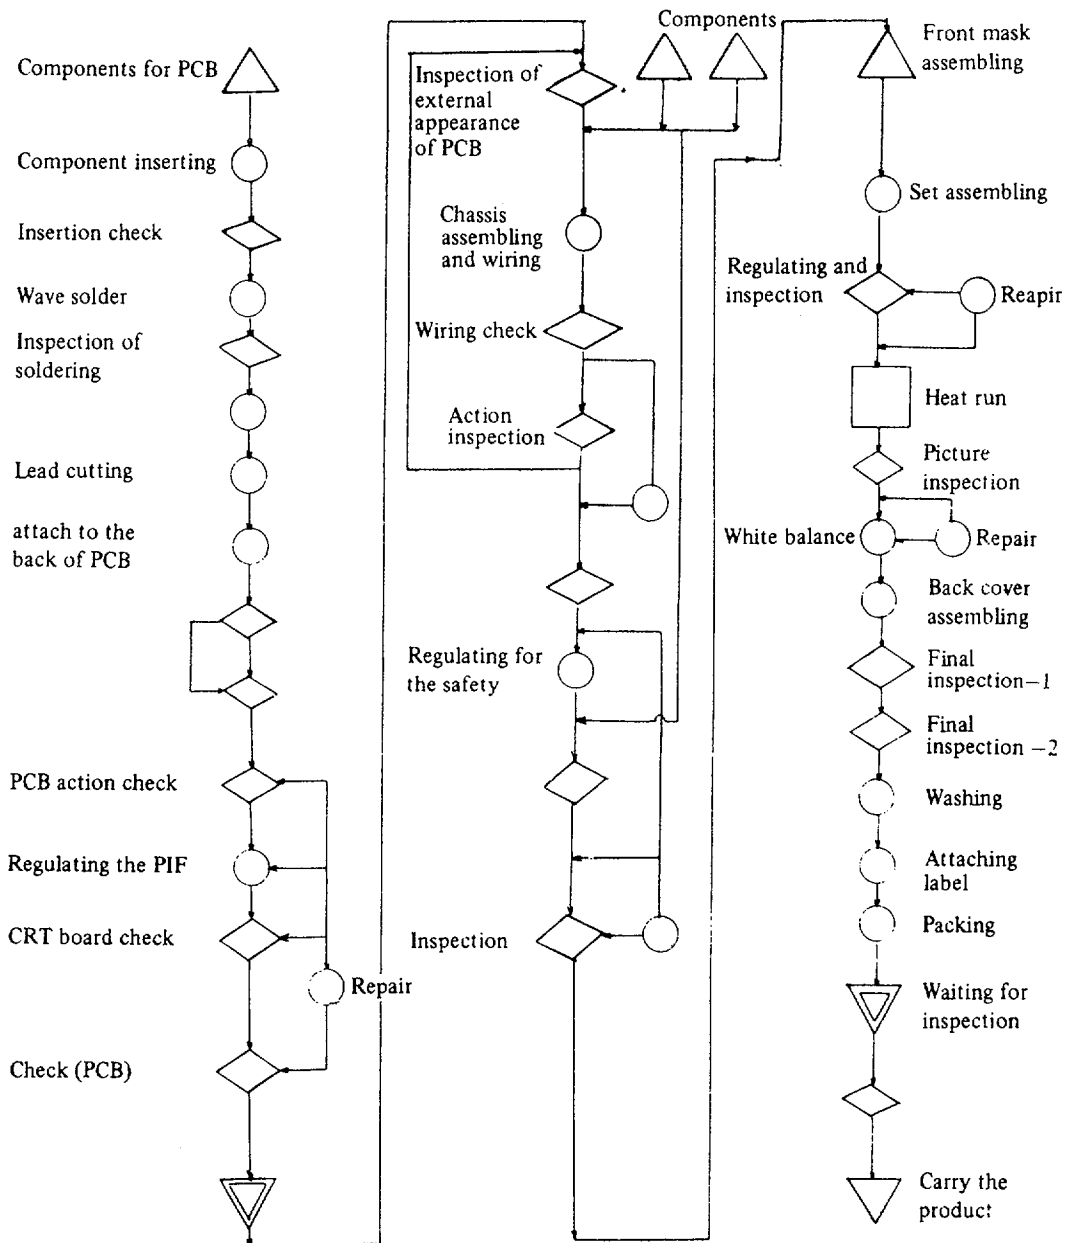 Components for PCB
Component inserting
Insertion check
Wave solder
Inspection of
soldering
Lead cutting
attach to the
back of PCB
PCB action check
Regulating the PIF
CRT board check
Repair
Check (PCB)
Components
Inspection of
external
appearance
of PCB
Chassis
assembling
and wiring
Wiring check
Action
inspection
Regulating for
the safety
Inspection
Front mask
assembling
Set assembling
Regulating and
inspection
Reapir
Heat run
Picture
inspection
White balance
Repair
Back cover
assembling
Final
inspection–1
Final
inspection –2
Washing
Attaching
label
Packing
Waiting for
inspection
Carry the
product